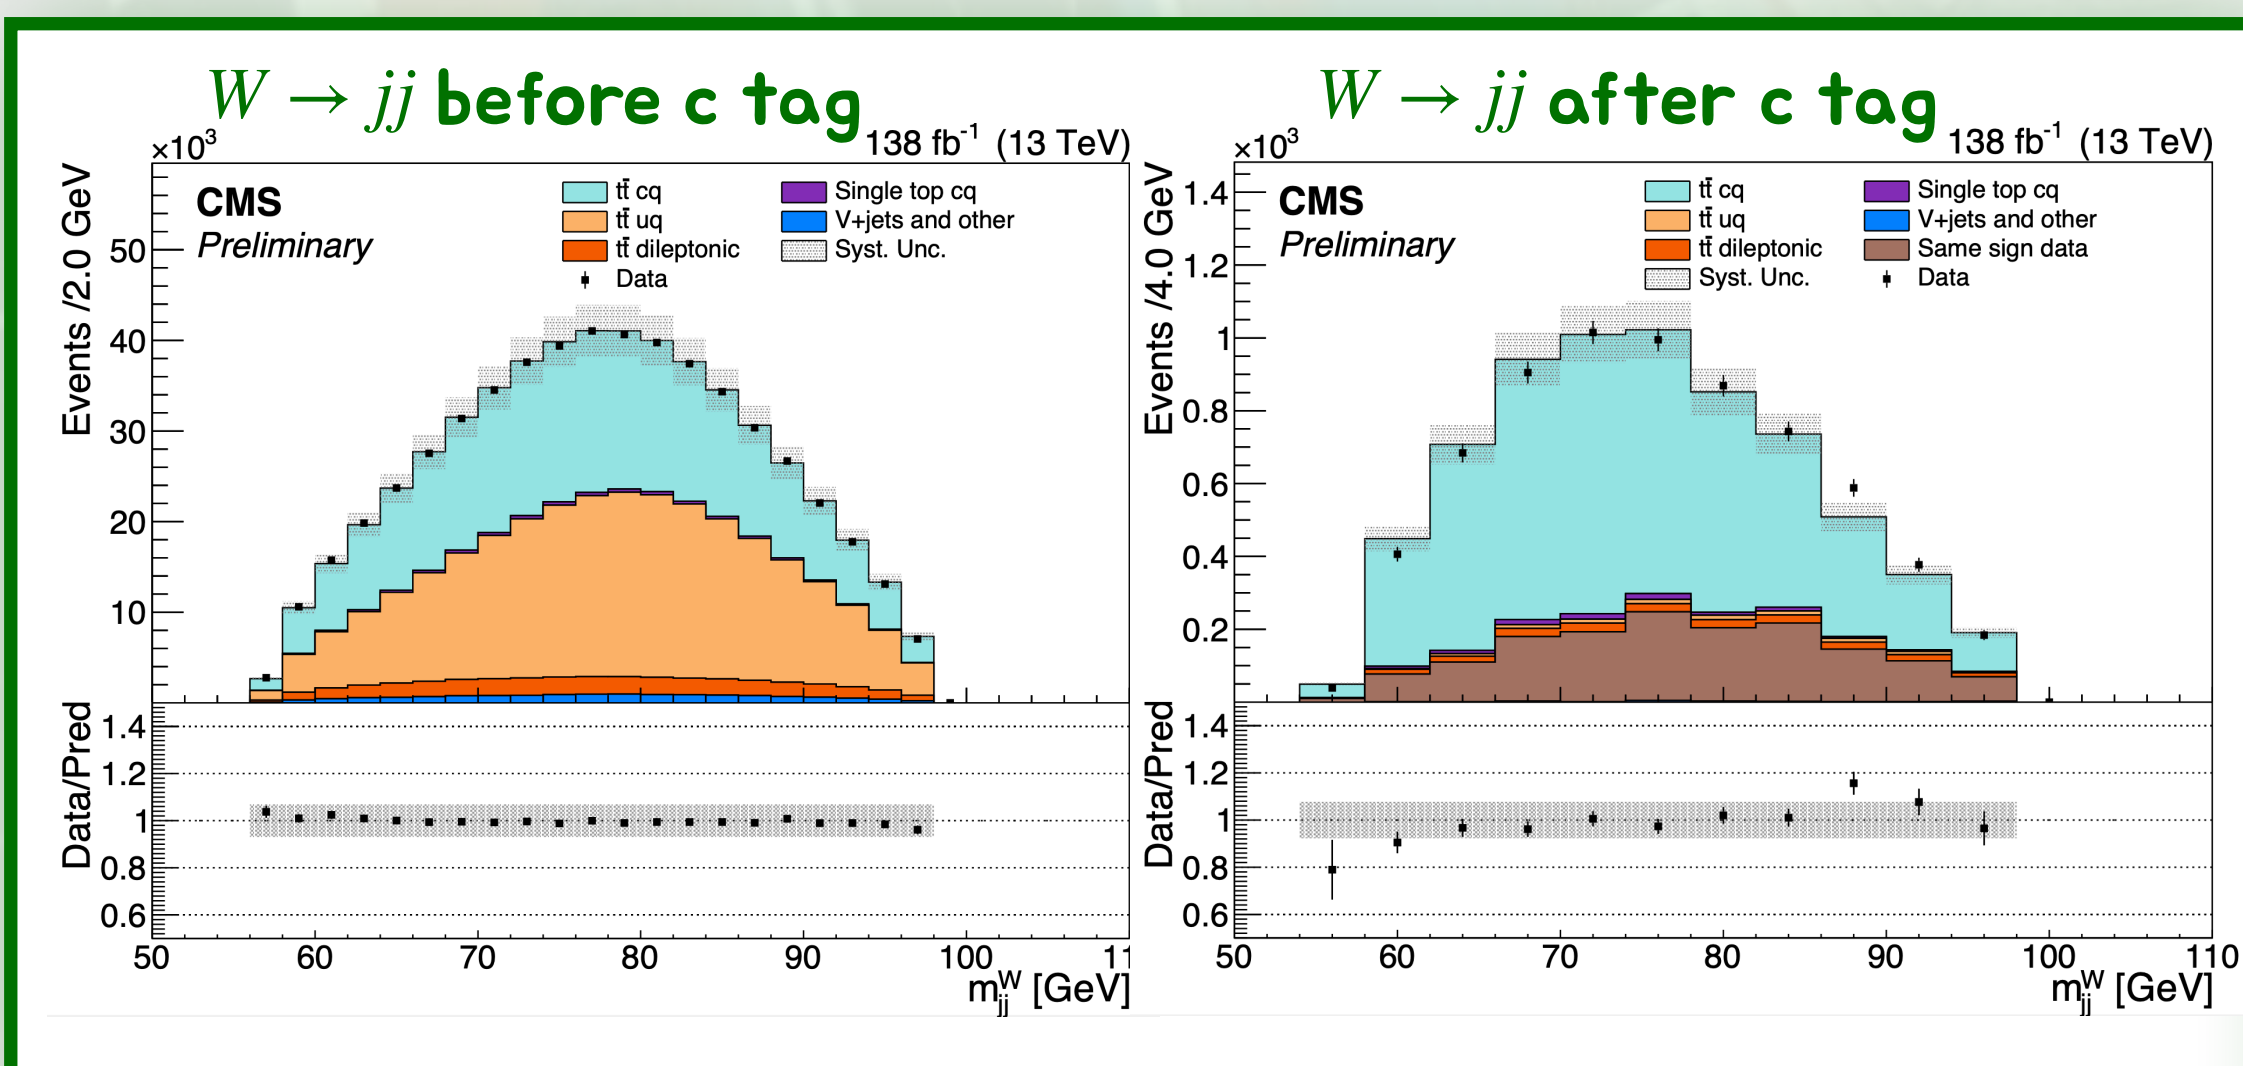 W → jj before c tag
×10³
138 fb⁻¹ (13 TeV)
CMS
Preliminary
tt̄ cq
tt̄ uq
tt̄ dileptonic
Data
Single top cq
V+jets and other
Syst. Unc.
Events /2.0 GeV
50
40
30
20
10
Data/Pred
1.4
1.2
1
0.8
0.6
50 60 70 80 90 100 11
m_jj^W [GeV]
W → jj after c tag
×10³
138 fb⁻¹ (13 TeV)
CMS
Preliminary
tt̄ cq
tt̄ uq
tt̄ dileptonic
Syst. Unc.
Single top cq
V+jets and other
Same sign data
Data
Events /4.0 GeV
1.4
1.2
1
0.8
0.6
0.4
0.2
Data/Pred
1.4
1.2
1
0.8
0.6
50 60 70 80 90 100 110
m_jj^W [GeV]